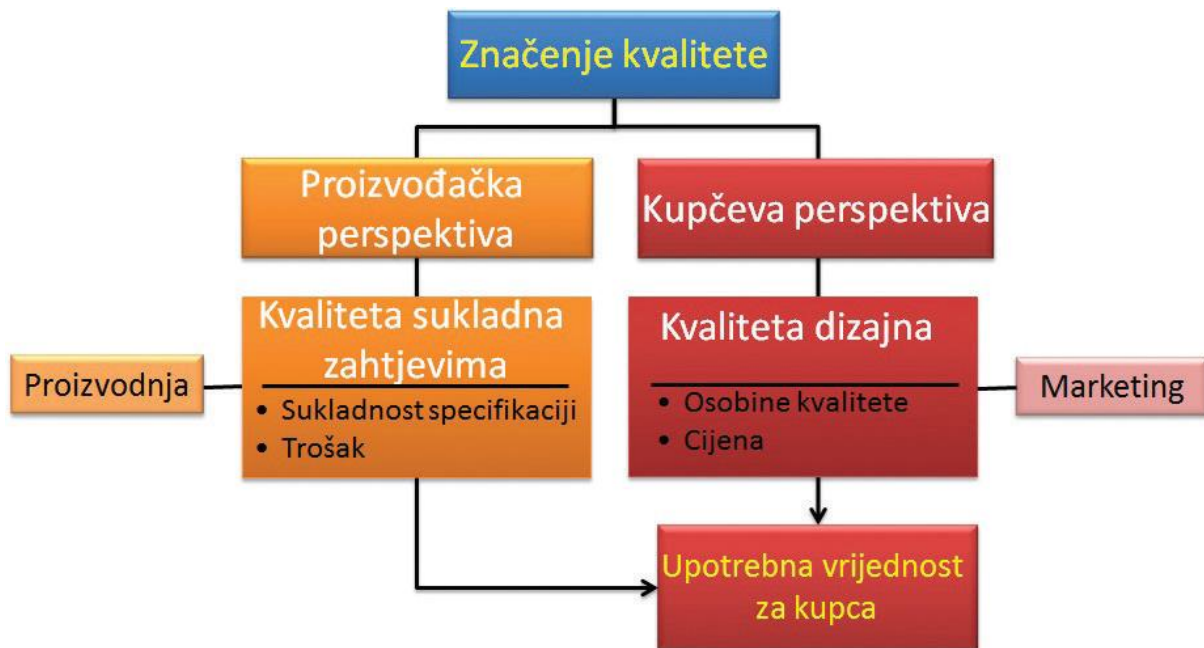 Značenje kvalitete
Proizvođačka
perspektiva
Kupčeva perspektiva
Kvaliteta sukladna
zahtjevima
• Sukladnost specifikaciji
• Trošak
Kvaliteta dizajna
• Osobine kvalitete
• Cijena
Proizvodnja
Marketing
Upotrebna vrijednost
za kupca